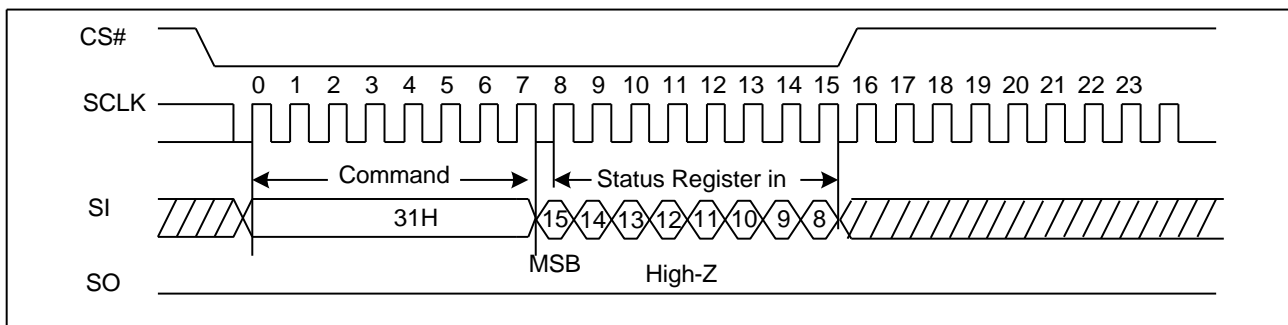 CS#
0 1 2 3 4 5 6 7 8 9 10 11 12 13 14 15 16 17 18 19 20 21 22 23
SCLK
Command Status Register in
SI 31H 15 14 13 12 11 10 9 8
MSB High-Z
SO